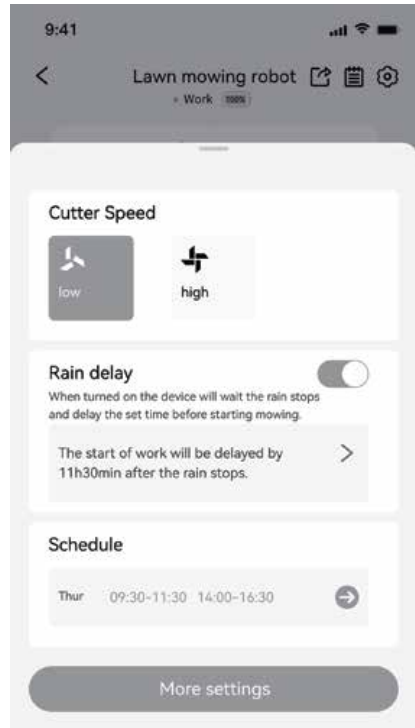 9:41
Lawn mowing robot
Work 100%
Cutter Speed
low
high
Rain delay
When turned on the device will wait the rain stops
and delay the set time before starting mowing.
The start of work will be delayed by
11h30min after the rain stops.
Schedule
Thur 09:30-11:30 14:00-16:30
More settings